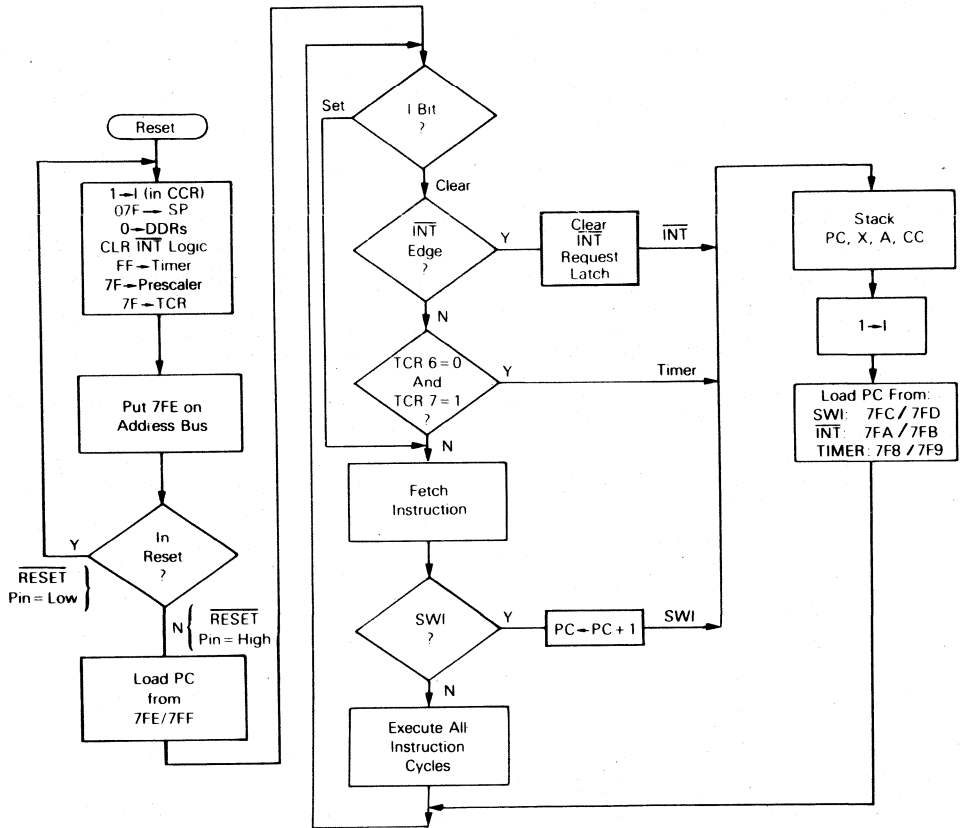 Reset
1→I (in CCR)
07F→ SP
0→DDRs
CLR INT Logic
FF→Timer
7F→Prescaler
7F→TCR
Put 7FE on
Address Bus
In
Reset
?
Y
RESET
Pin = Low
N
RESET
Pin = High
Load PC
from
7FE/7FF
I Bit
?
Set
Clear
INT
Edge
?
Y
Clear
INT
Request
Latch
INT
N
TCR 6 = 0
And
TCR 7 = 1
?
Y
Timer
N
Fetch
Instruction
SWI
?
Y
PC←PC + 1
SWI
N
Execute All
Instruction
Cycles
Stack
PC, X, A, CC
1→I
Load PC From:
SWI: 7FC / 7FD
INT: 7FA / 7FB
TIMER: 7F8 / 7F9